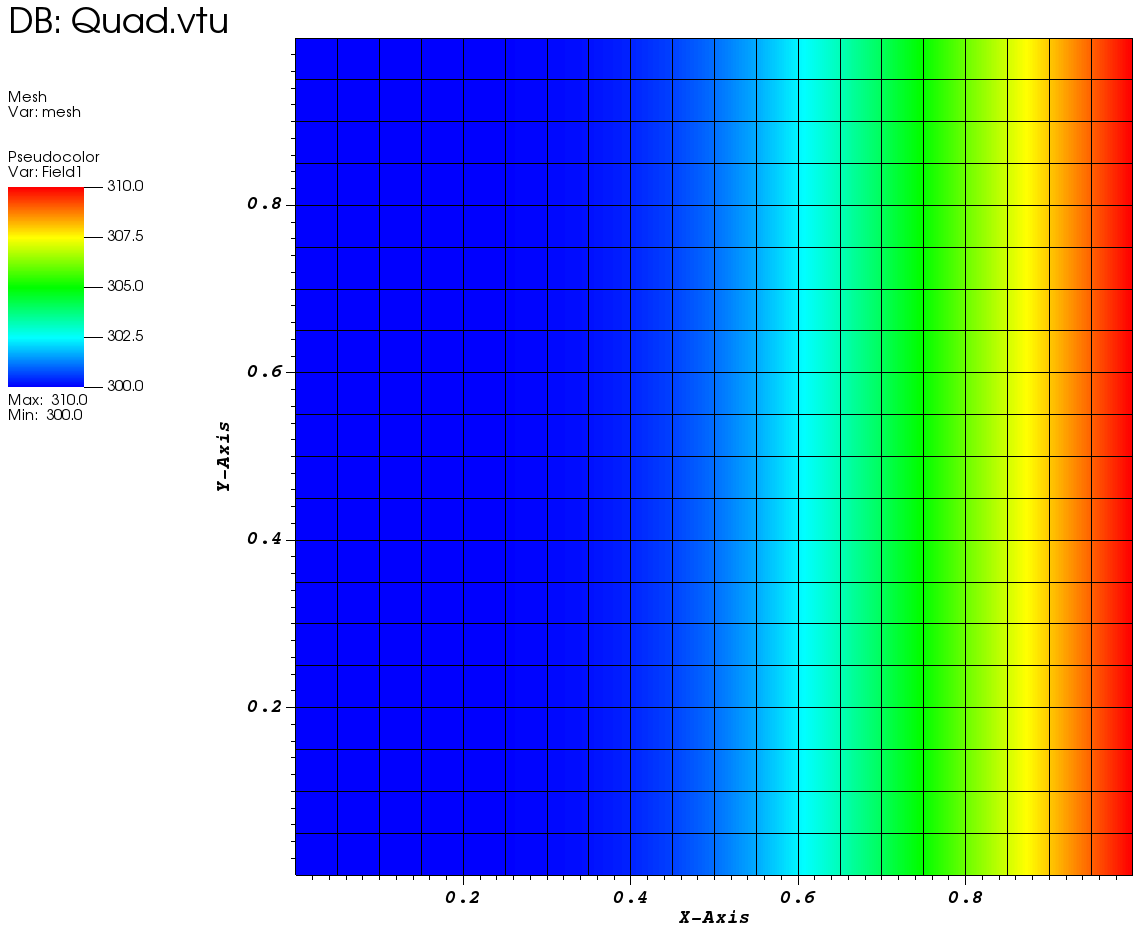 DB: Quad.vtu
Mesh
Var: mesh
Pseudocolor
Var: Field1
310.0
307.5
305.0
302.5
300.0
Max: 310.0
Min: 300.0
Y-Axis
0.8
0.6
0.4
0.2
0.2 0.4 0.6 0.8
X-Axis